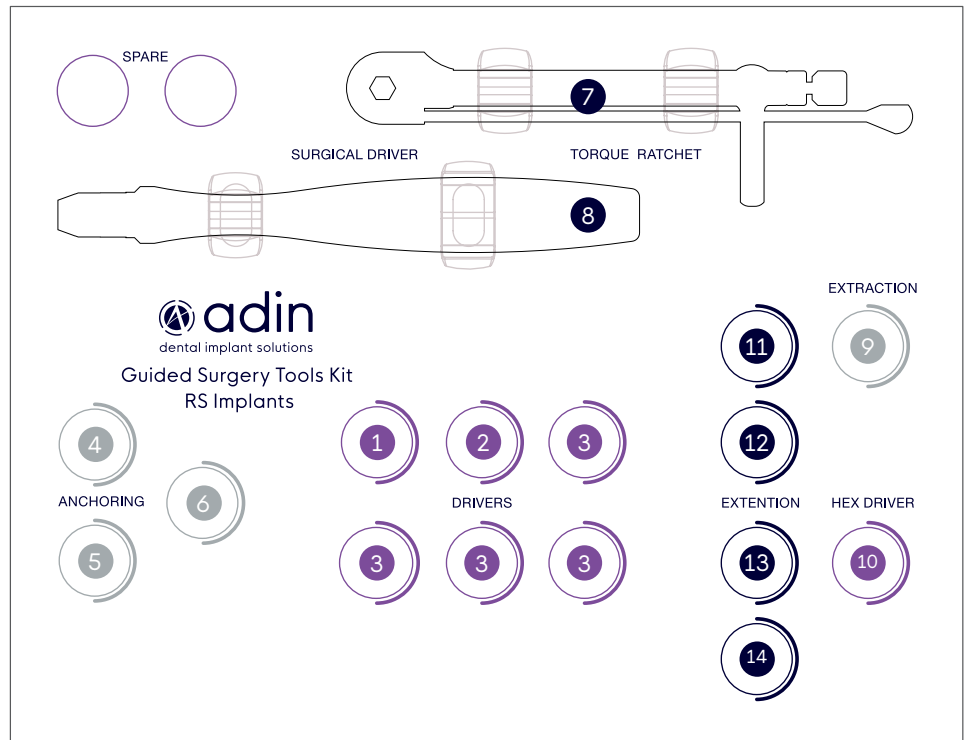 SPARE
7
SURGICAL DRIVER
TORQUE RATCHET
8
adin
dental implant solutions
Guided Surgery Tools Kit
RS Implants
EXTRACTION
11
9
4
1
2
3
12
ANCHORING
6
DRIVERS
EXTENTION
HEX DRIVER
5
3
3
3
13
10
14